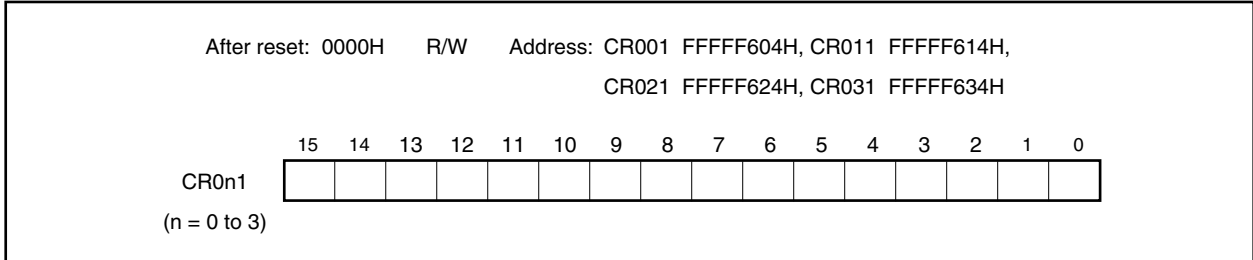 After reset: 0000H R/W Address: CR001 FFFFF604H, CR011 FFFFF614H,
CR021 FFFFF624H, CR031 FFFFF634H
15 14 13 12 11 10 9 8 7 6 5 4 3 2 1 0
CR0n1
(n = 0 to 3)